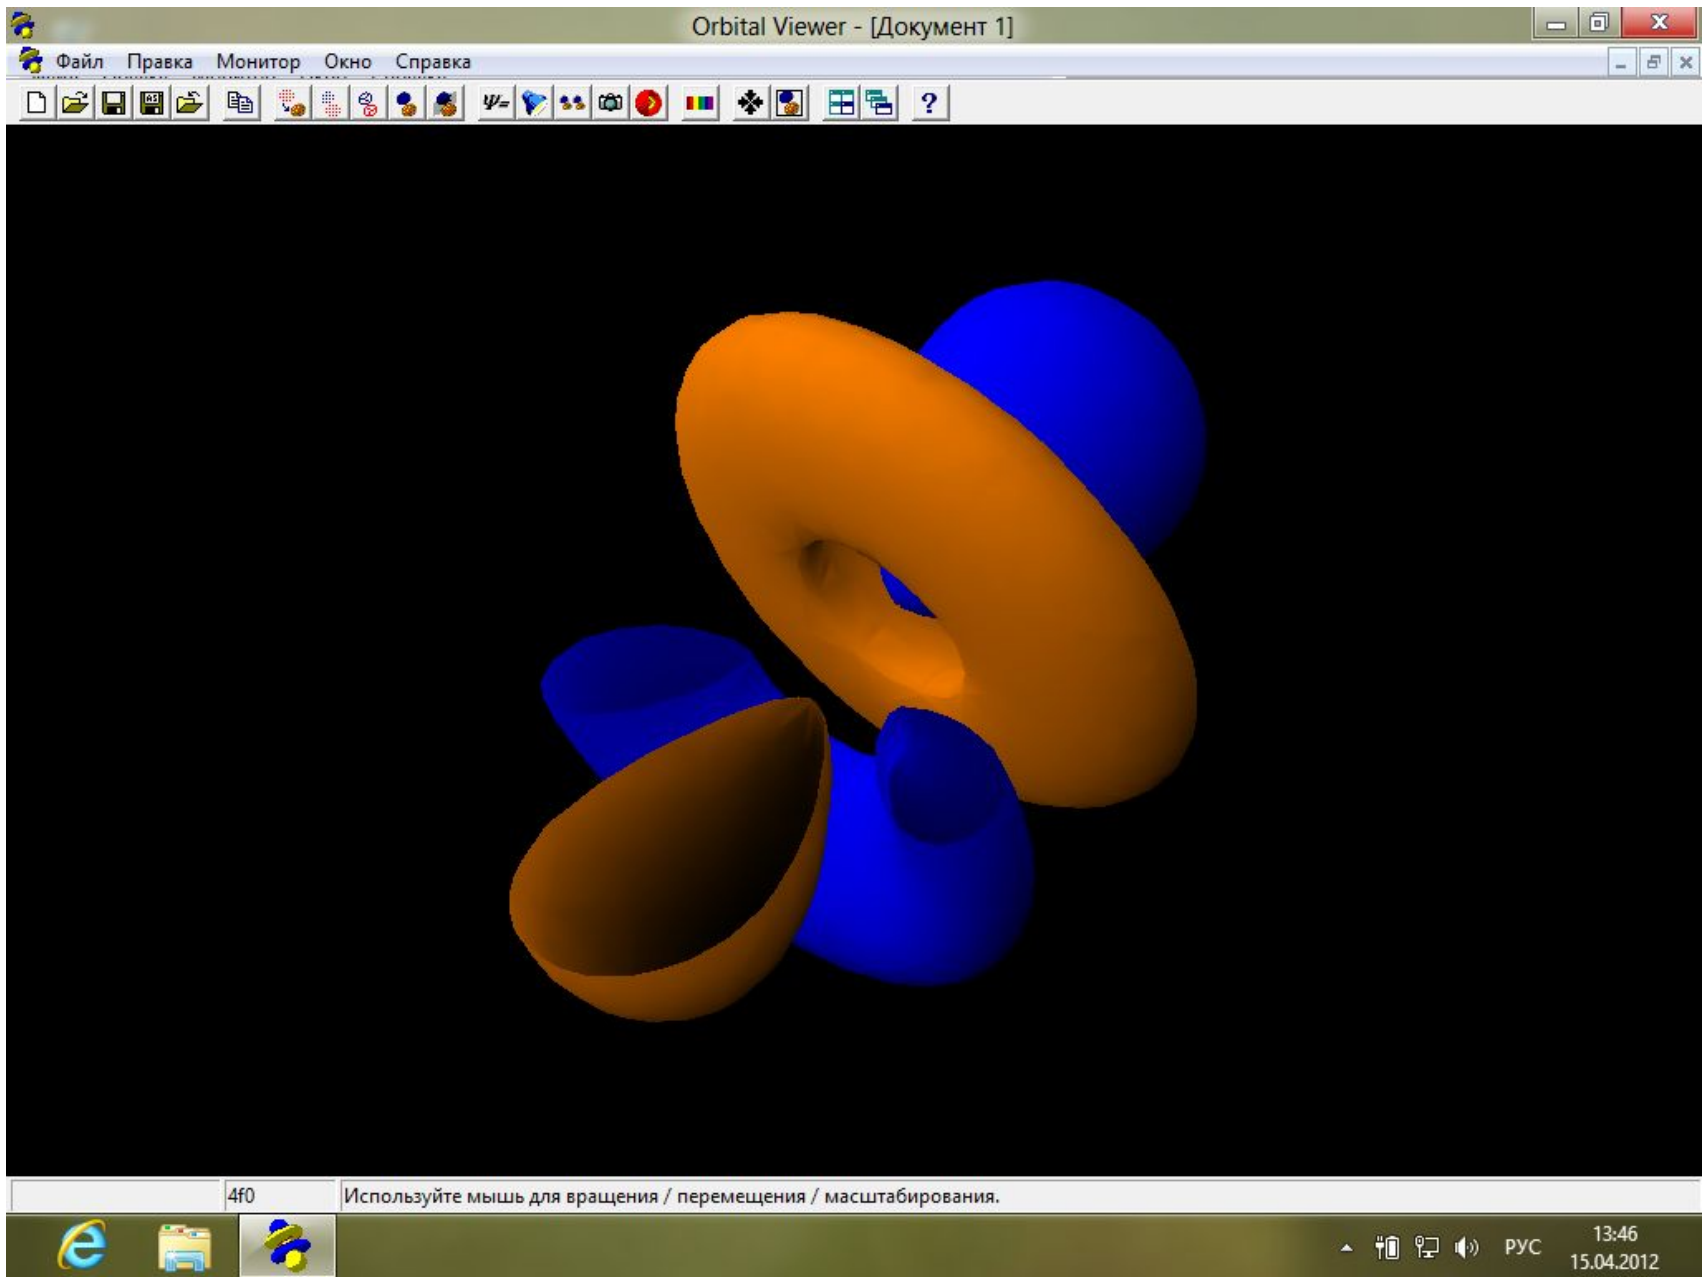 Orbital Viewer - [Документ 1]
Файл Правка Монитор Окно Справка
AS Ψ= ?
4f0 Используйте мышь для вращения / перемещения / масштабирования.
РУС 13:46
15.04.2012